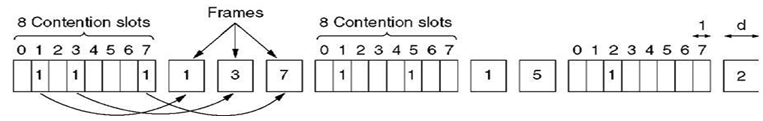 Frames
8 Contention slots 8 Contention slots 1 d
0 1 2 3 4 5 6 7 0 1 2 3 4 5 6 7 0 1 2 3 4 5 6 7
1 1 1 1 3 7 1 1 1 5 1 2